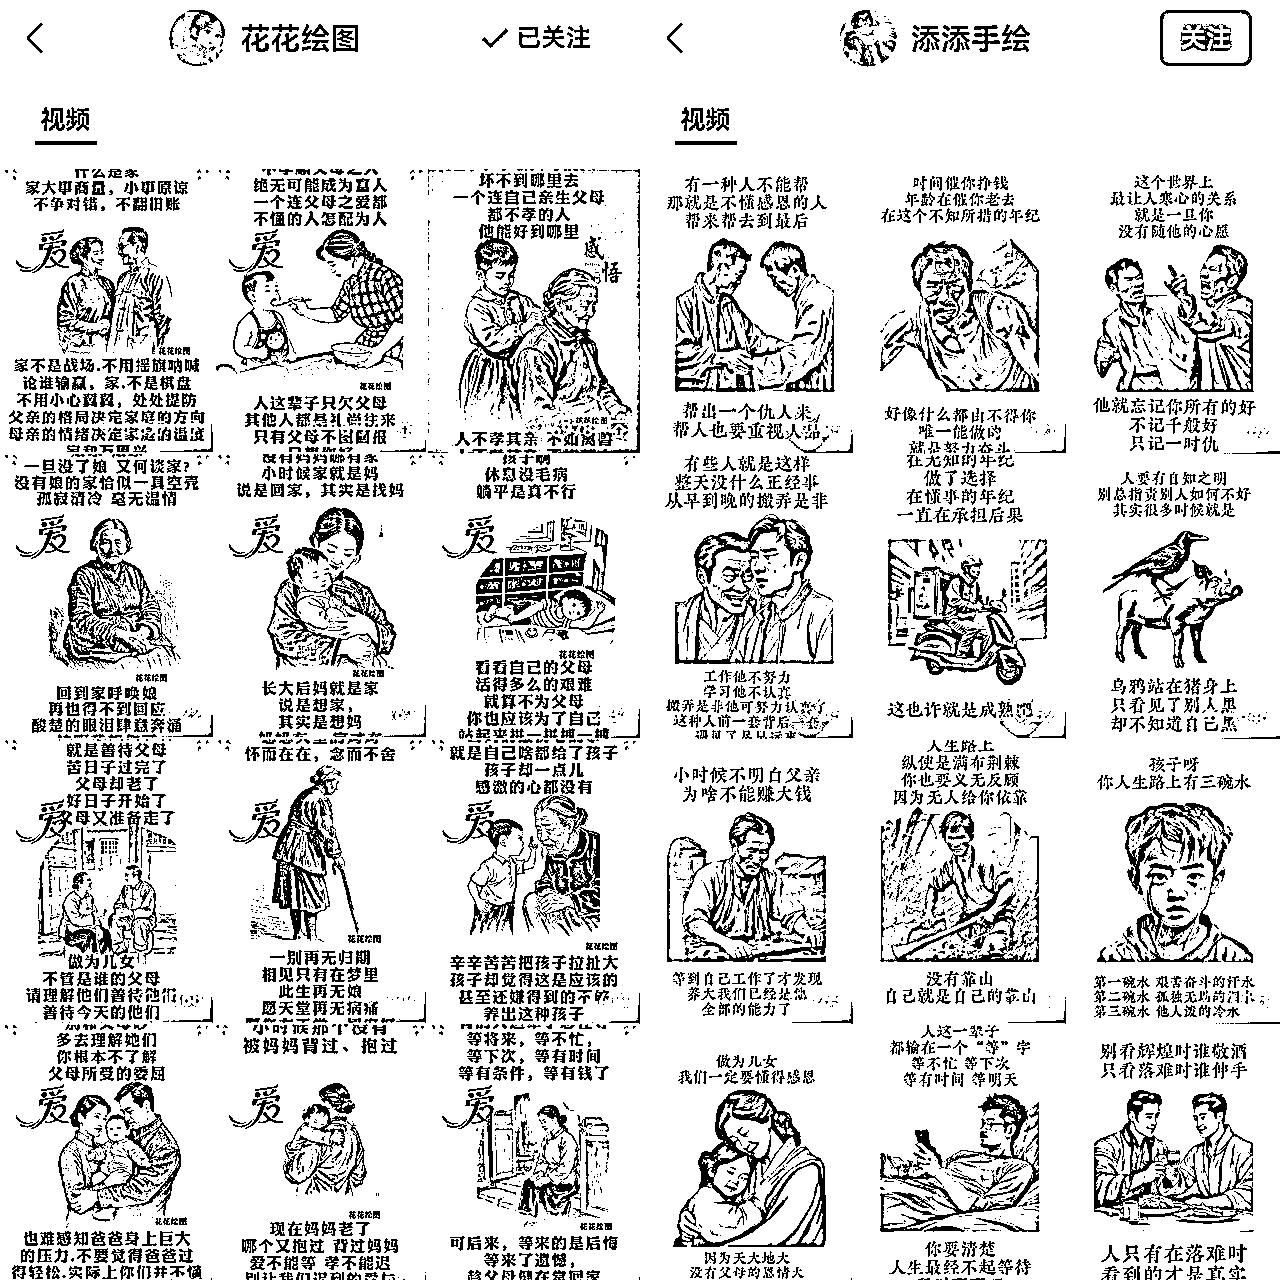 花花绘图
已关注
视频
什么是家
家大事商量，小事原谅
不争对错，不翻旧账
爱
花花绘图
家不是战场.不用摇旗呐喊
论谁输赢，家.不是棋盘
不用小心翼翼，处处提防
父亲的格局决定家庭的方向
母亲的情绪决定家庭的温度
绝无可能成为富人
一个连父母之爱都
不懂的人怎配为人
爱
花花绘图
人这辈子只欠父母
其他人都是礼尚往来
只有父母不图回报
坏不到哪里去
一个连自己亲生父母
都不孝的人
他能好到哪里
感悟
人不孝其亲 不如禽兽
一旦没了娘 又何谈家?
没有娘的家恰似一具空壳
孤寂清冷 毫无温情
爱
花花绘图
回到家呼唤娘
再也得不到回应
酸楚的眼泪肆意奔涌
没有妈妈哪有家
小时候家就是妈
说是回家，其实是找妈
爱
花花绘图
长大后妈就是家
说是想家，
其实是想妈
孩子啊
休息没毛病
躺平是真不行
爱
花花绘图
看看自己的父母
活得多么的艰难
就算不为父母
你也应该为了自己
站起来拼一拼搏一搏
就是善待父母
苦日子过完了
父母却老了
好日子开始了
父母又准备走了
爱
做为儿女
不管是谁的父母
请理解他们善待他们
善待今天的他们
怀而在在，念而不舍
爱
花花绘图
一别再无归期
相见只有在梦里
此生再无娘
愿天堂再无病痛
就是自己啥都给了孩子
孩子却一点儿
感激的心都没有
爱
花花绘图
辛辛苦苦把孩子拉扯大
孩子却觉得这是应该的
甚至还嫌得到的不够
养出这种孩子
多去理解她们
你根本不了解
父母所受的委屈
爱
花花绘图
也难感知爸爸身上巨大
的压力.不要觉得爸爸过
得轻松.实际上你们并不懂
小时候那个没有
被妈妈背过、抱过
爱
现在妈妈老了
哪个又抱过 背过妈妈
爱不能等 孝不能迟
等将来，等不忙，
等下次，等有时间
等有条件，等有钱了
爱
花花绘图
可后来，等来的是后悔
等来了遗憾，
添添手绘
关注
视频
有一种人不能帮
那就是不懂感恩的人
帮来帮去到最后
帮出一个仇人来，
帮人也要重视人品
时间催你挣钱
年龄在催你老去
在这个不知所措的年纪
好像什么都由不得你
唯一能做的
就是努力奋斗
这个世界上
最让人寒心的关系
就是一旦你
没有随他的心愿
他就忘记你所有的好
不记千般好
只记一时仇
有些人就是这样
整天没什么正经事
从早到晚的搬弄是非
工作他不努力
学习他不认真
搬弄是非他可努力认真了
这种人前一套背后一套
在无知的年纪
做了选择
在懂事的年纪
一直在承担后果
这也许就是成熟吧
人要有自知之明
别总指责别人如何不好
其实很多时候就是
乌鸦站在猪身上
只看见了别人黑
却不知道自己黑
小时候不明白父亲
为啥不能赚大钱
等到自己工作了才发现
养大我们已经是他
全部的能力了
人生路上
纵使是满布荆棘
你也要义无反顾
因为无人给你依靠
没有靠山
自己就是自己的靠山
孩子呀
你人生路上有三碗水
第一碗水 艰苦奋斗的汗水
第二碗水 孤独无助的泪水
第三碗水 他人泼的冷水
做为儿女
我们一定要懂得感恩
因为天大地大
没有父母的恩情大
人这一辈子
都输在一个“等”字
等不忙 等下次
等有时间 等明天
你要清楚
人生最经不起等待
别看辉煌时谁敬酒
只看落难时谁伸手
人只有在落难时
看到的才是真实